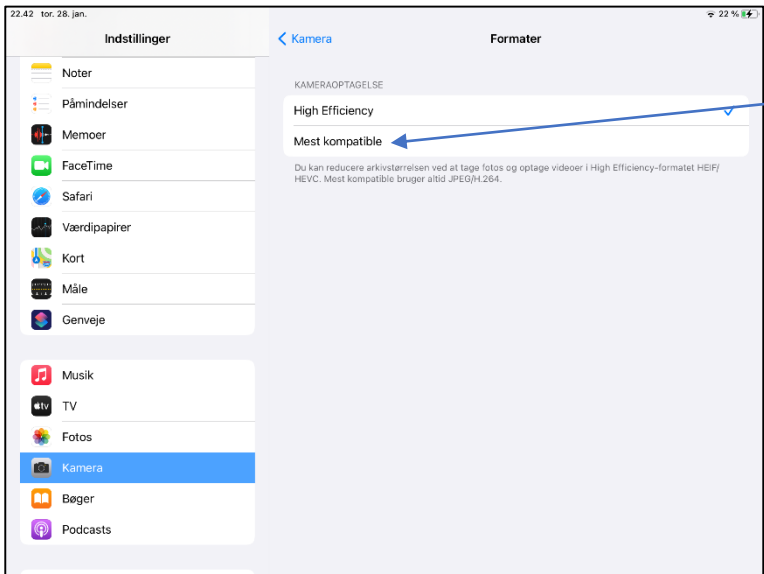 22.42 tor. 28. jan.
22 %
Indstillinger
Kamera
Formater
Noter
Påmindelser
Memoer
FaceTime
Safari
Værdipapirer
Kort
Måle
Genveje
Musik
tv
TV
Fotos
Kamera
Bøger
Podcasts
KAMERAOPTAGELSE
High Efficiency
Mest kompatible
Du kan reducere arkivstørrelsen ved at tage fotos og optage videoer i High Efficiency-formatet HEIF/
HEVC. Mest kompatible bruger altid JPEG/H.264.